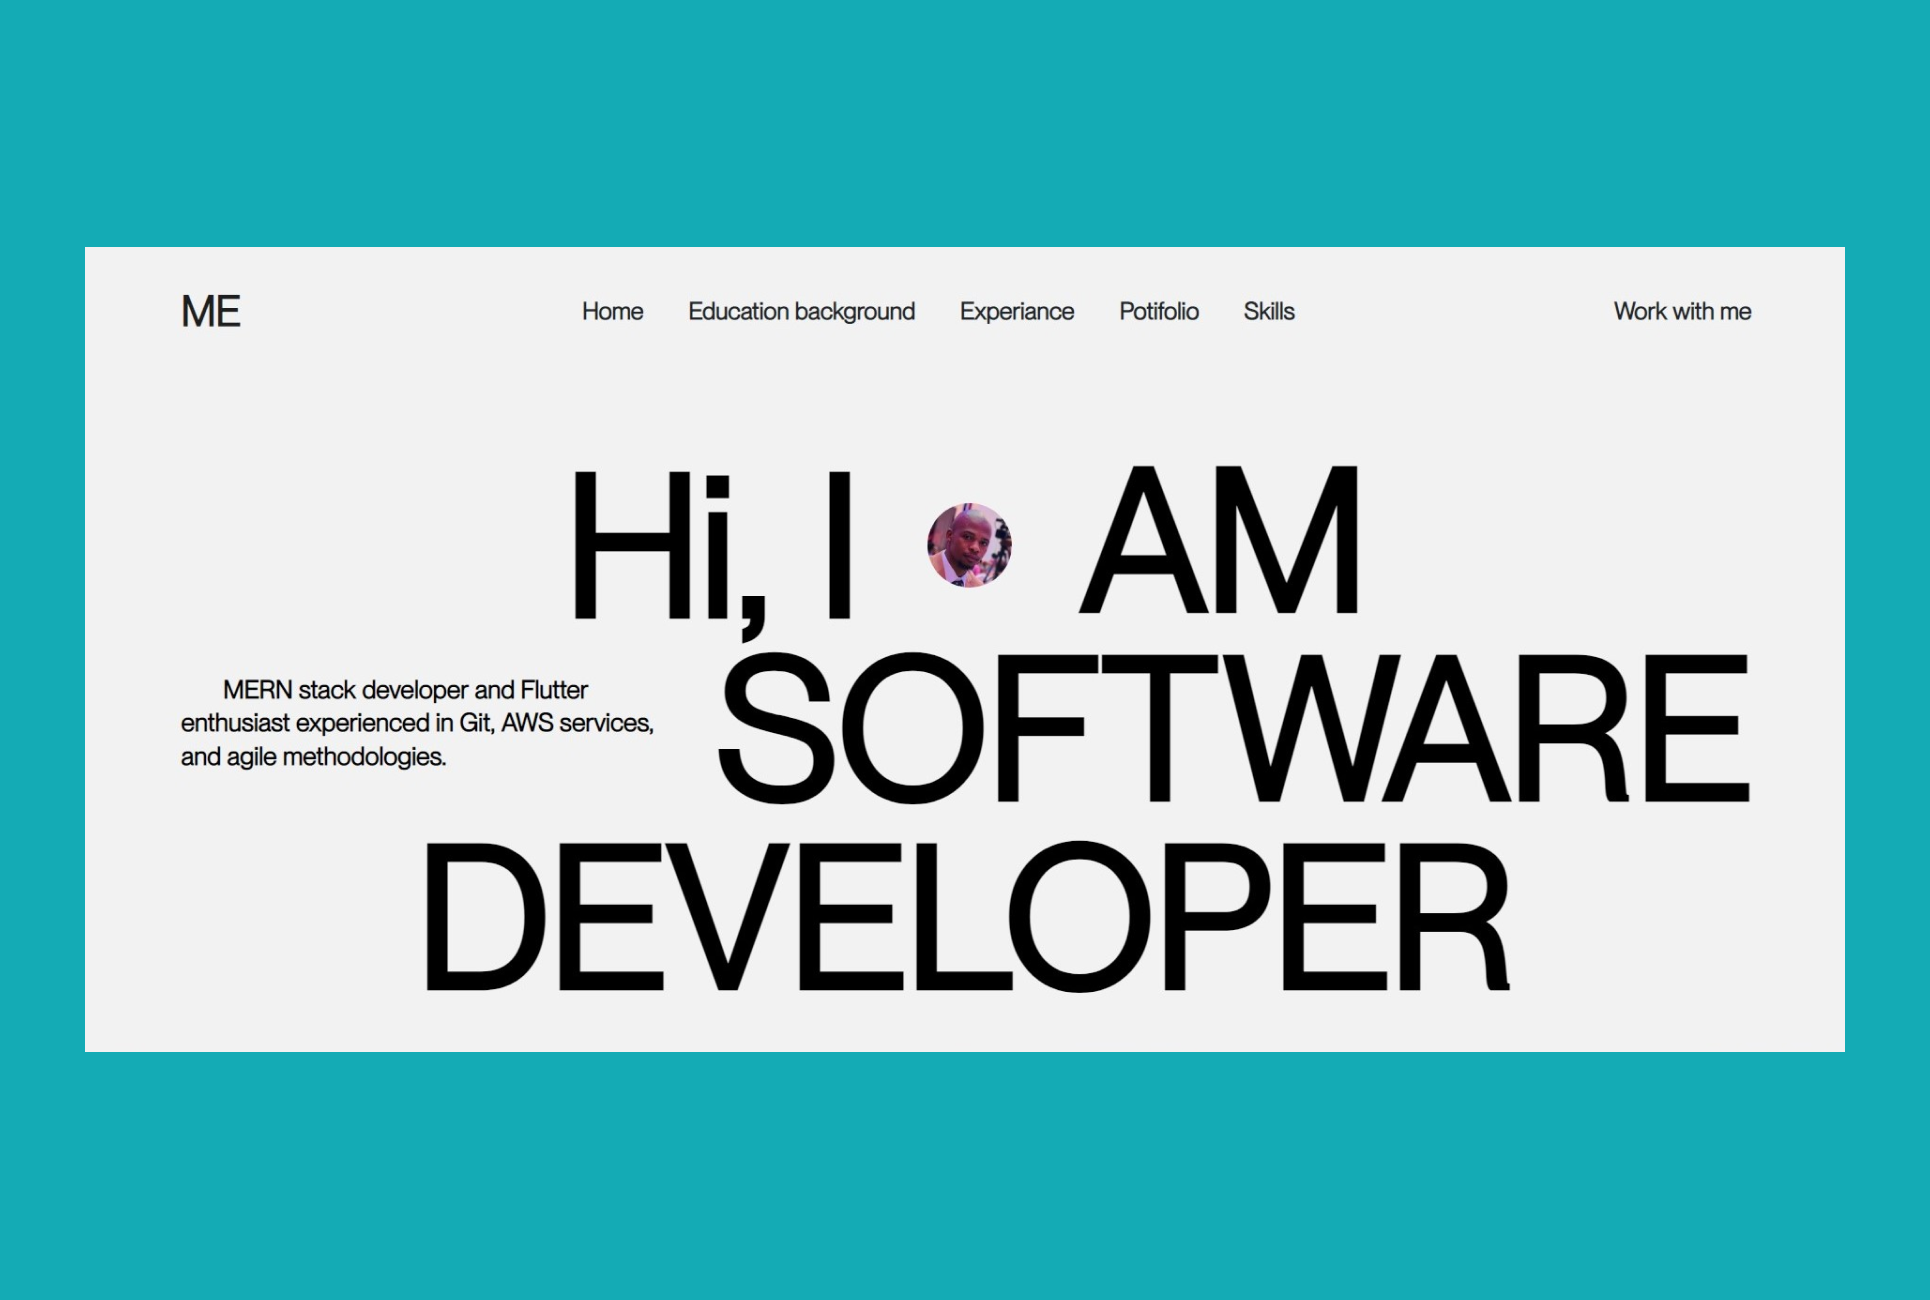 ME
Home Education background Experiance Potifolio Skills
Work with me
Hi, I AM
MERN stack developer and Flutter
enthusiast experienced in Git, AWS services,
and agile methodologies.
SOFTWARE
DEVELOPER